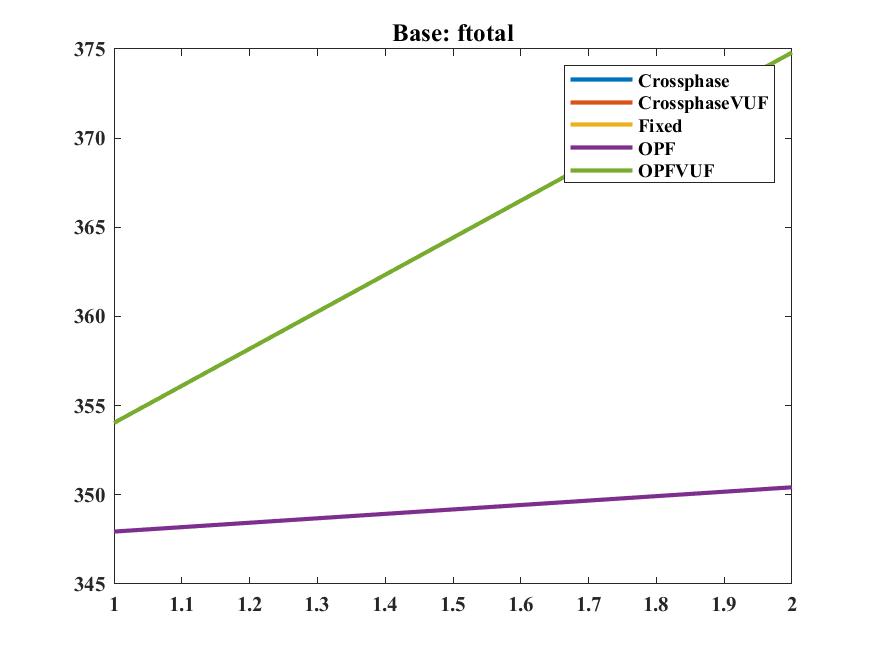 Base: ftotal
375
370
365
360
355
350
345
Crossphase
CrossphaseVUF
Fixed
OPF
OPFVUF
1 1.1 1.2 1.3 1.4 1.5 1.6 1.7 1.8 1.9 2